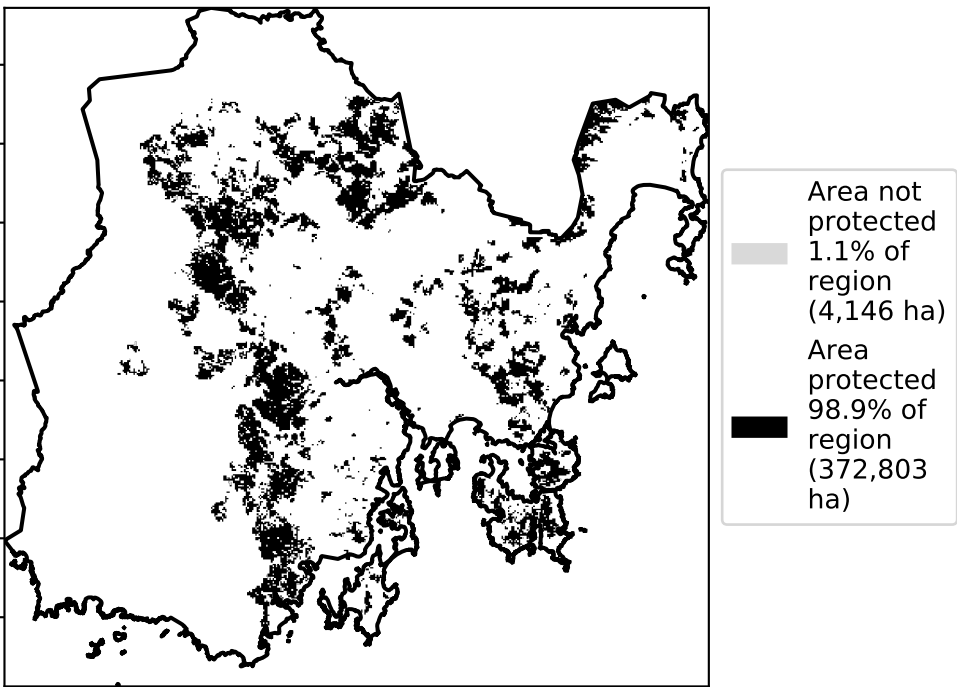 Area not
protected
1.1% of
region
(4,146 ha)
Area
protected
98.9% of
region
(372,803
ha)